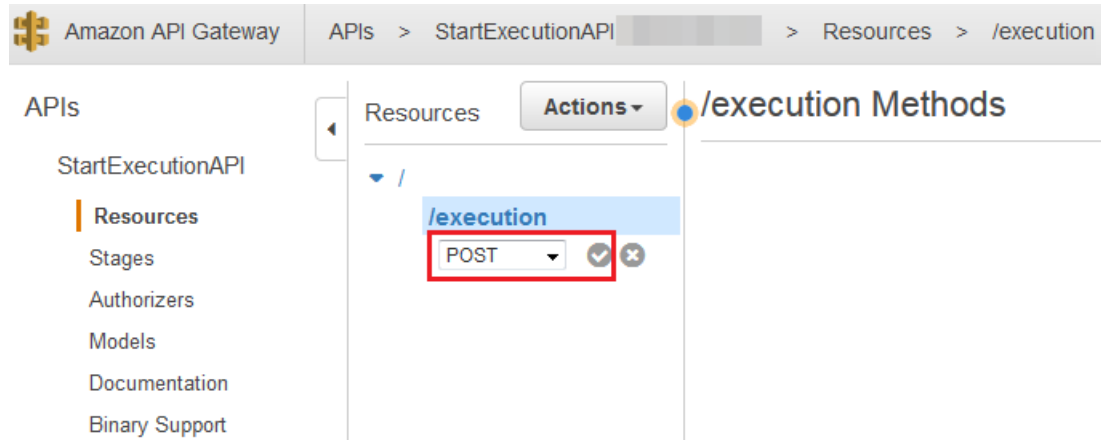 Amazon API Gateway APIs > StartExecutionAPI > Resources > /execution
APIs
StartExecutionAPI
Resources
Stages
Authorizers
Models
Documentation
Binary Support
Resources Actions
/
/execution
POST
/execution Methods